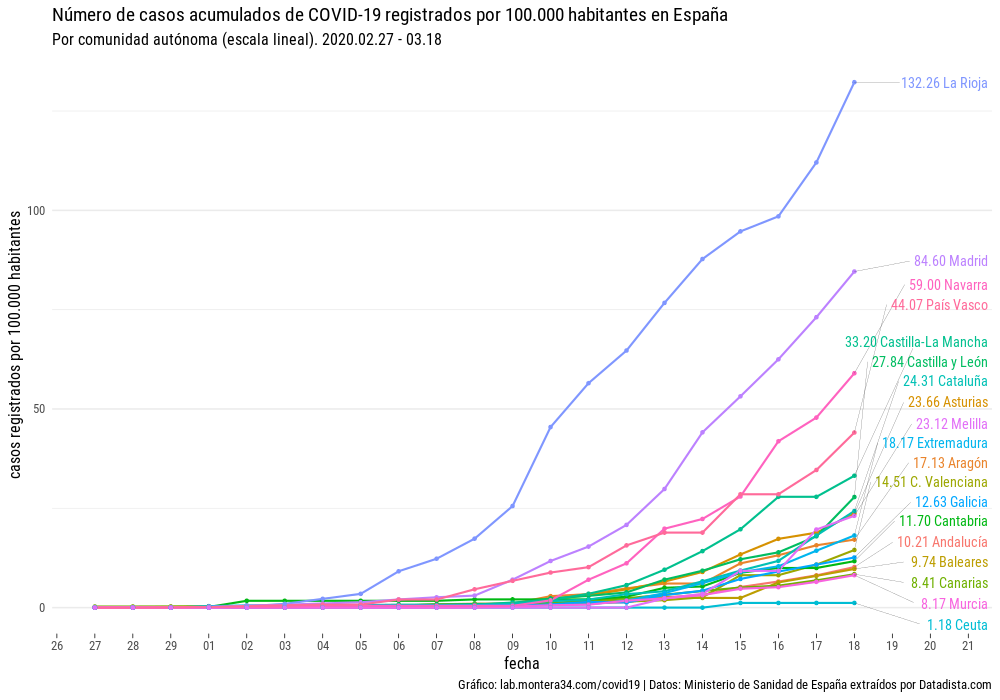 Número de casos acumulados de COVID-19 registrados por 100.000 habitantes en España
Por comunidad autónoma (escala lineal). 2020.02.27 - 03.18
casos registrados por 100.000 habitantes
100
50
0
132.26 La Rioja
84.60 Madrid
59.00 Navarra
44.07 País Vasco
33.20 Castilla-La Mancha
27.84 Castilla y León
24.31 Cataluña
23.66 Asturias
23.12 Melilla
18.17 Extremadura
17.13 Aragón
14.51 C. Valenciana
12.63 Galicia
11.70 Cantabria
10.21 Andalucía
9.74 Baleares
8.41 Canarias
8.17 Murcia
1.18 Ceuta
26 27 28 29 01 02 03 04 05 06 07 08 09 10 11 12 13 14 15 16 17 18 19 20 21
fecha
Gráfico: lab.montera34.com/covid19 | Datos: Ministerio de Sanidad de España extraídos por Datadista.com